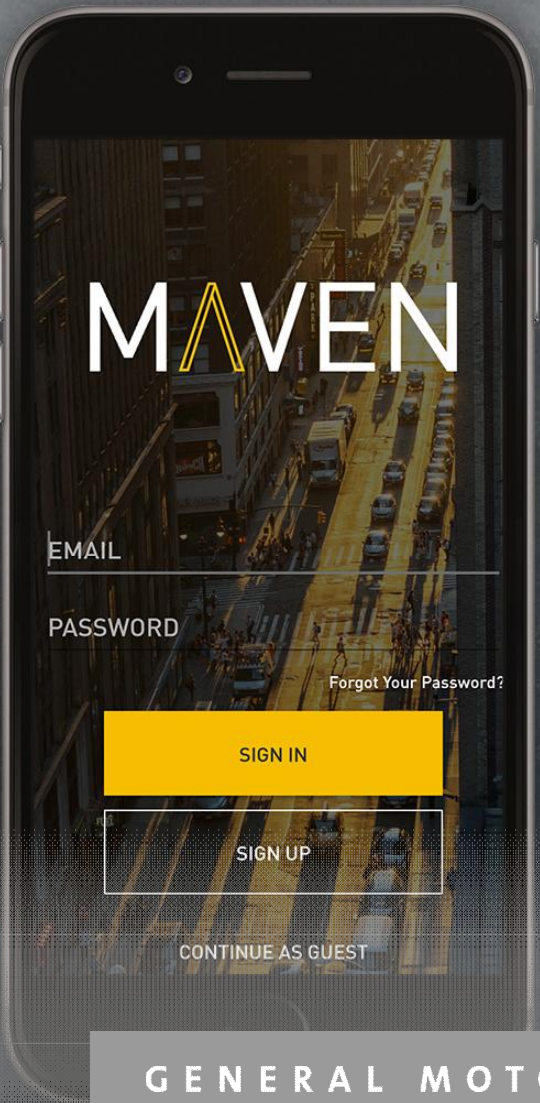 MAVEN
EMAIL
PASSWORD
Forgot Your Password?
SIGN IN
SIGN UP
CONTINUE AS GUEST
GENERAL MOTO